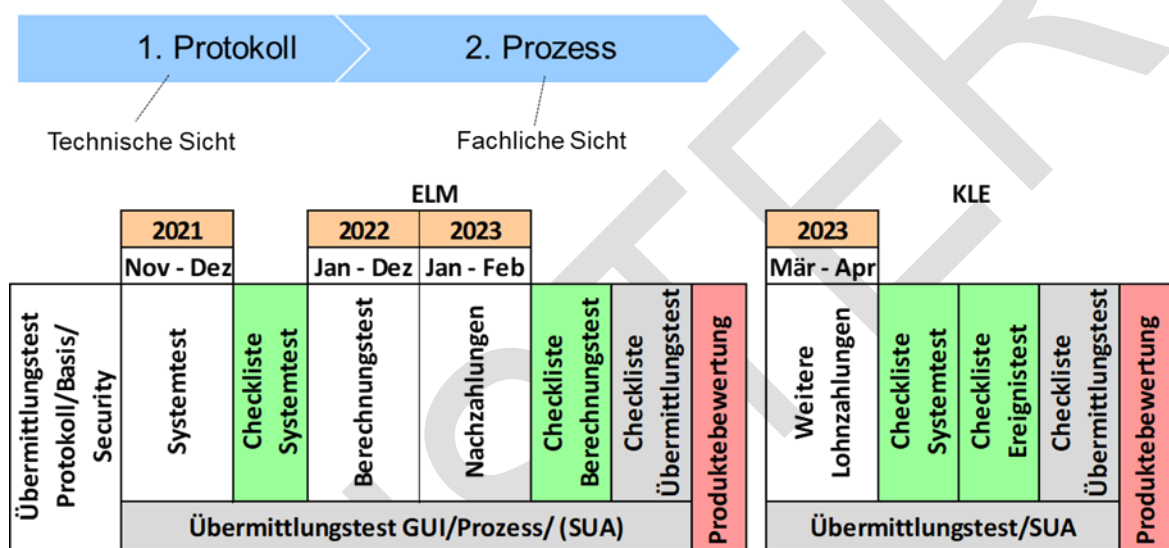 1. Protokoll
2. Prozess
Technische Sicht
Fachliche Sicht
ELM
2021
2022
2023
Nov - Dez
Jan - Dez
Jan - Feb
Übermittlungstest
Protokoll/Basis/
Security
Systemtest
Checkliste
Systemtest
Berechnungstest
Nachzahlungen
Checkliste
Berechnungstest
Checkliste
Übermittlungstest
Produktebewertung
Übermittlungstest GUI/Prozess/ (SUA)
KLE
2023
Mär - Apr
Weitere
Lohnzahlungen
Checkliste
Systemtest
Checkliste
Ereignistest
Checkliste
Übermittlungstest
Produktebewertung
Übermittlungstest/SUA